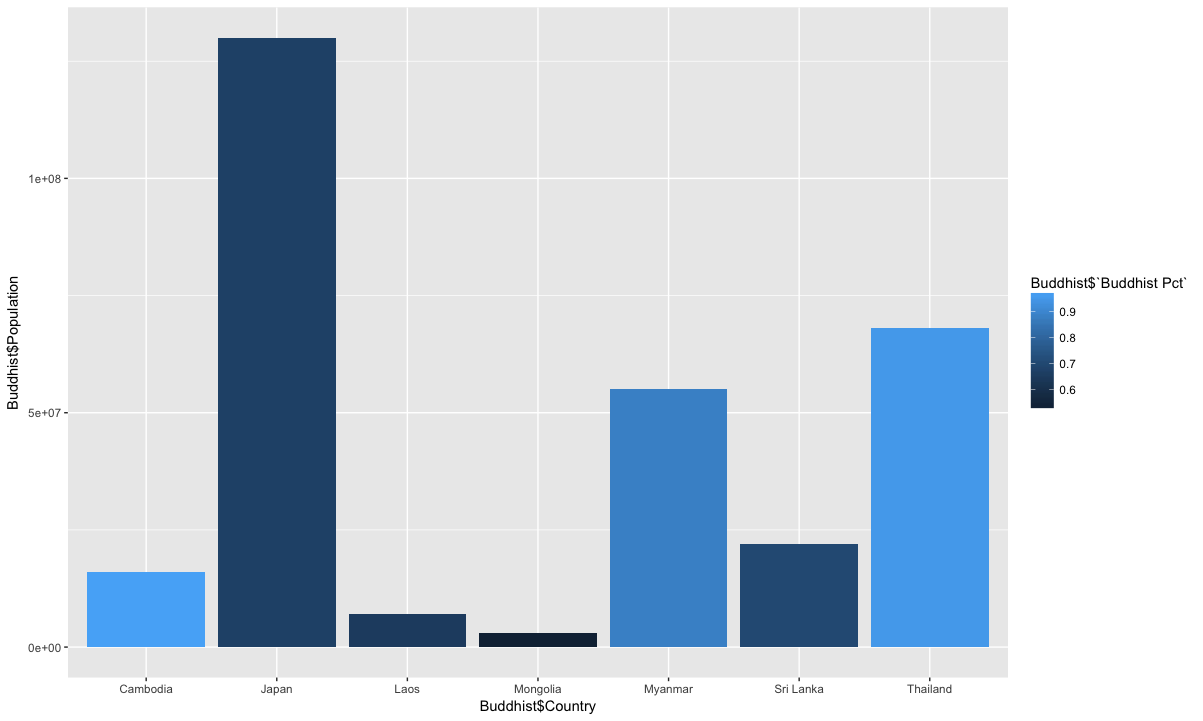 Buddhist$Population
1e+08
5e+07
0e+00
Cambodia Japan Laos Mongolia Myanmar Sri Lanka Thailand
Buddhist$Country
Buddhist$`Buddhist Pct`
0.9
0.8
0.7
0.6